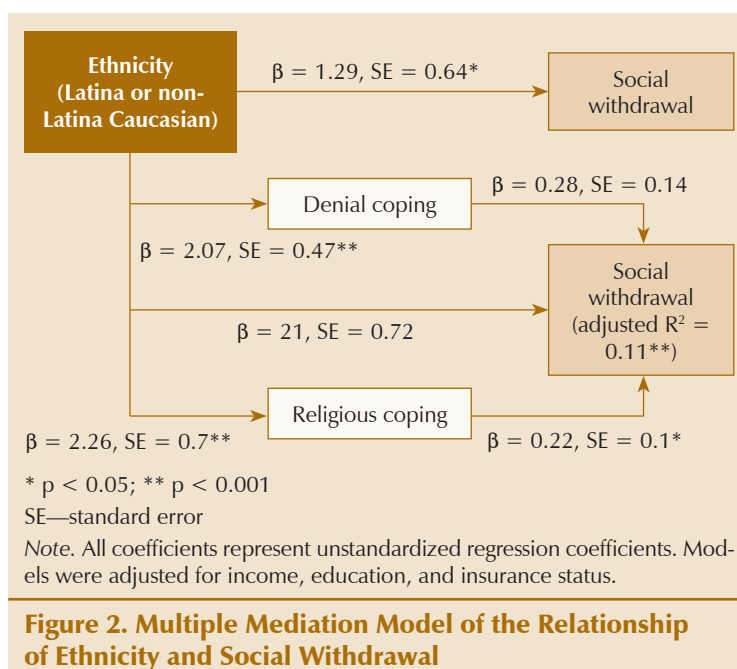 Ethnicity
(Latina or non-
Latina Caucasian)
β = 1.29, SE = 0.64*
Social
withdrawal
Denial coping
β = 0.28, SE = 0.14
β = 2.07, SE = 0.47**
Social
withdrawal
(adjusted R² =
0.11**)
β = 21, SE = 0.72
Religious coping
β = 2.26, SE = 0.7**
β = 0.22, SE = 0.1*
* p < 0.05; ** p < 0.001
SE—standard error
Note. All coefficients represent unstandardized regression coefficients. Mod-
els were adjusted for income, education, and insurance status.
Figure 2. Multiple Mediation Model of the Relationship
of Ethnicity and Social Withdrawal